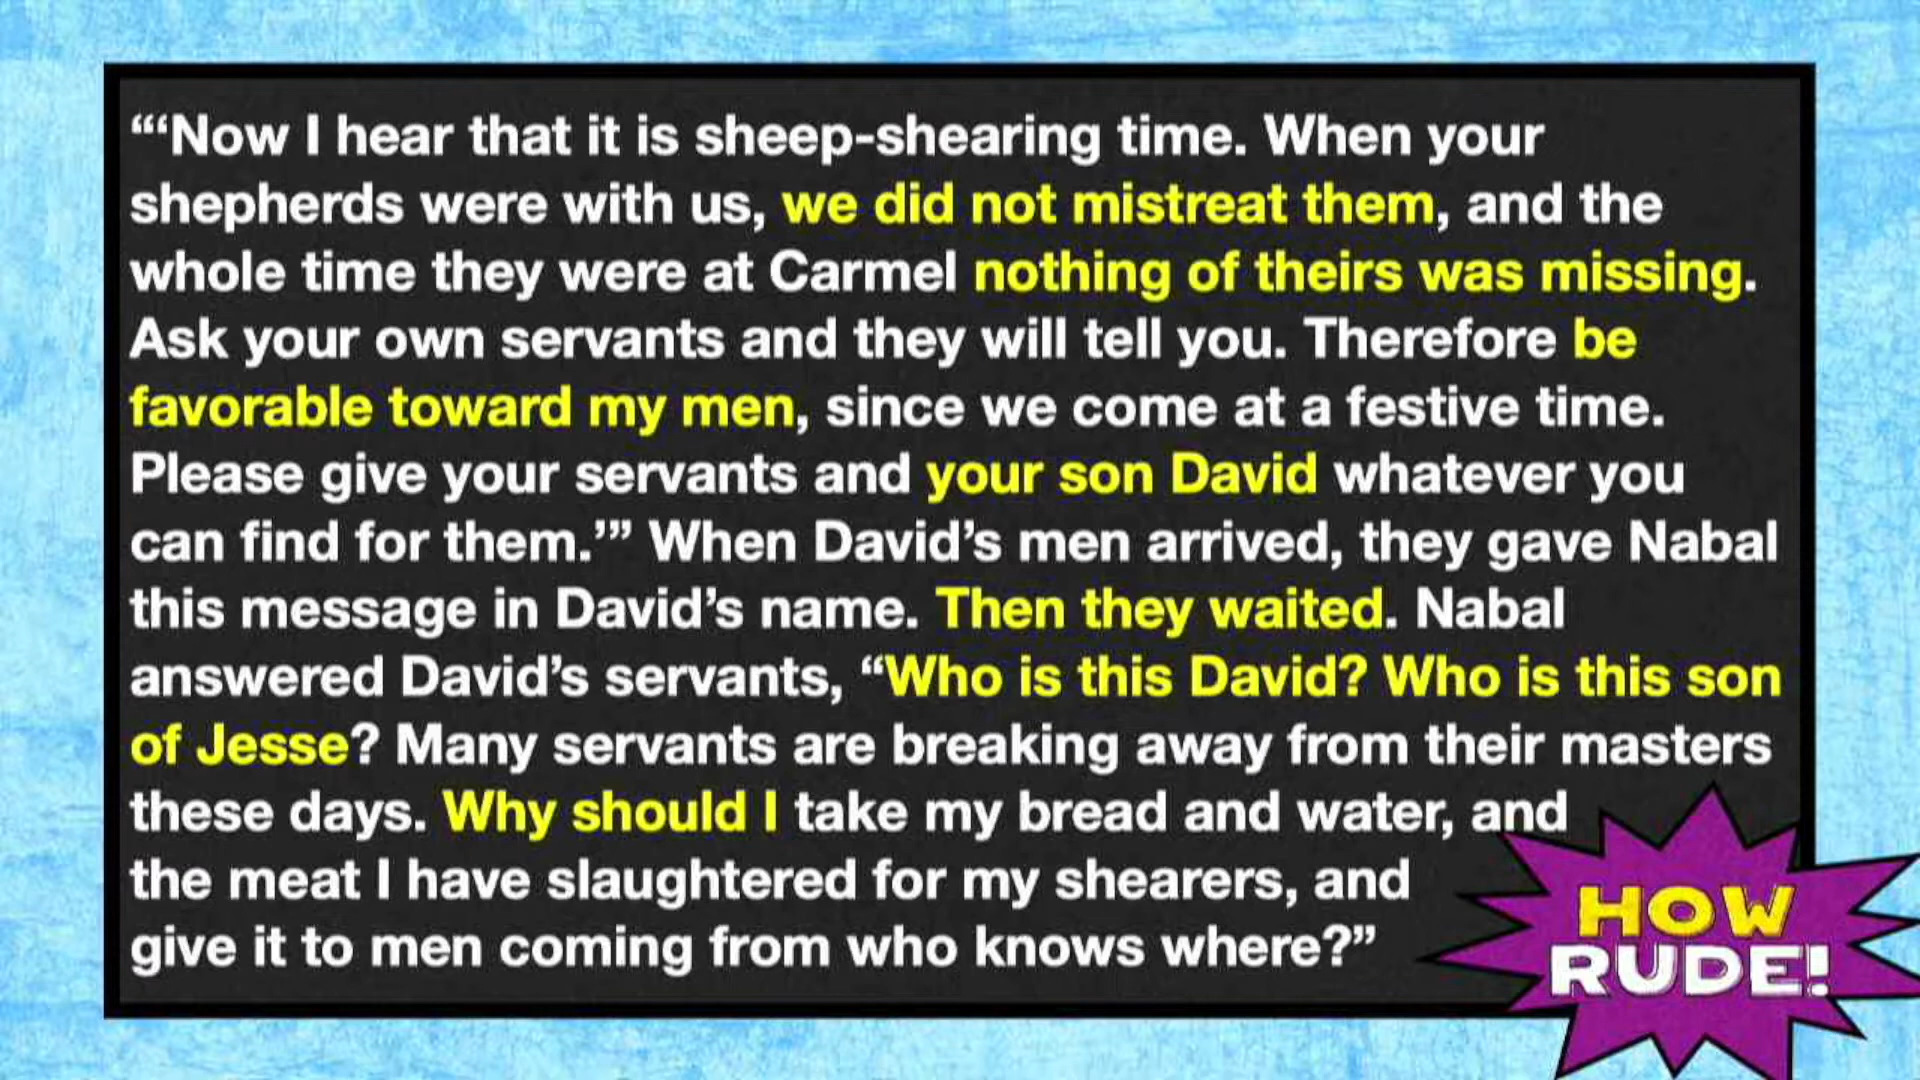 “‘Now I hear that it is sheep-shearing time. When your
shepherds were with us, we did not mistreat them, and the
whole time they were at Carmel nothing of theirs was missing.
Ask your own servants and they will tell you. Therefore be
favorable toward my men, since we come at a festive time.
Please give your servants and your son David whatever you
can find for them.’” When David’s men arrived, they gave Nabal
this message in David’s name. Then they waited. Nabal
answered David’s servants, “Who is this David? Who is this son
of Jesse? Many servants are breaking away from their masters
these days. Why should I take my bread and water, and
the meat I have slaughtered for my shearers, and
give it to men coming from who knows where?”
HOW
RUDE!